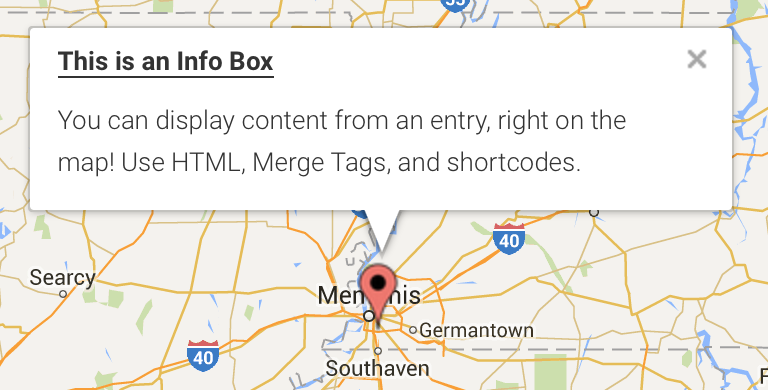 This is an Info Box
You can display content from an entry, right on the
map! Use HTML, Merge Tags, and shortcodes.
40
Searcy
Memphis
Germantown
40
Southaven